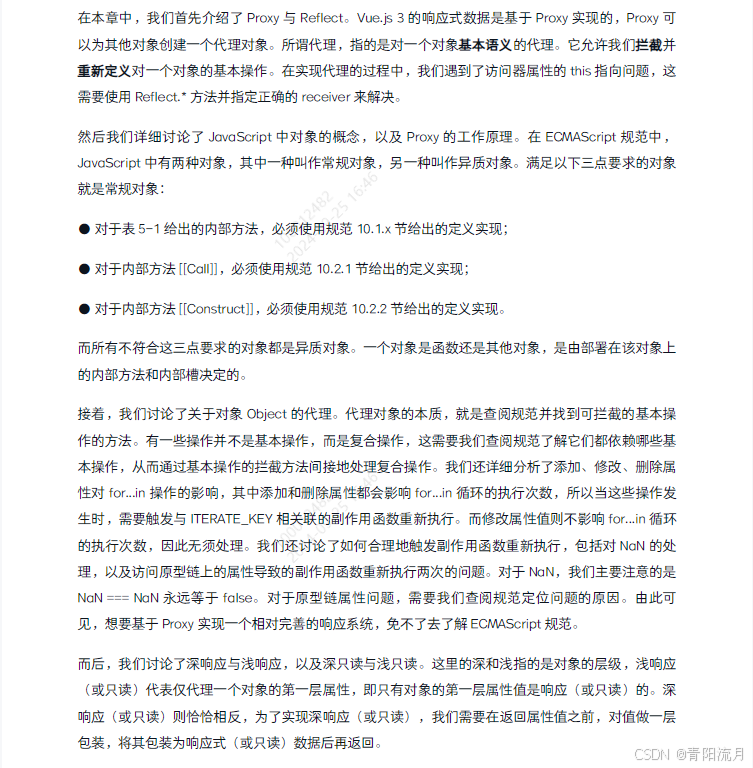 在本章中，我们首先介绍了 Proxy 与 Reflect。Vue.js 3 的响应式数据是基于 Proxy 实现的，Proxy 可
以为其他对象创建一个代理对象。所谓代理，指的是对一个对象基本语义的代理。它允许我们拦截并
重新定义对一个对象的基本操作。在实现代理的过程中，我们遇到了访问器属性的 this 指向问题，这
需要使用 Reflect.* 方法并指定正确的 receiver 来解决。
然后我们详细讨论了 JavaScript 中对象的概念，以及 Proxy 的工作原理。在 ECMAScript 规范中，
JavaScript 中有两种对象，其中一种叫作常规对象，另一种叫作异质对象。满足以下三点要求的对象
就是常规对象：
● 对于表 5-1 给出的内部方法，必须使用规范 10.1.x 节给出的定义实现；
● 对于内部方法 [[Call]]，必须使用规范 10.2.1 节给出的定义实现；
● 对于内部方法 [[Construct]]，必须使用规范 10.2.2 节给出的定义实现。
而所有不符合这三点要求的对象都是异质对象。一个对象是函数还是其他对象，是由部署在该对象上
的内部方法和内部槽决定的。
接着，我们讨论了关于对象 Object 的代理。代理对象的本质，就是查阅规范并找到可拦截的基本操
作的方法。有一些操作并不是基本操作，而是复合操作，这需要我们查阅规范了解它们都依赖哪些基
本操作，从而通过基本操作的拦截方法间接地处理复合操作。我们还详细分析了添加、修改、删除属
性对 for...in 操作的影响，其中添加和删除属性都会影响 for...in 循环的执行次数，所以当这些操作发
生时，需要触发与 ITERATE_KEY 相关联的副作用函数重新执行。而修改属性值则不影响 for...in 循环
的执行次数，因此无须处理。我们还讨论了如何合理地触发副作用函数重新执行，包括对 NaN 的处
理，以及访问原型链上的属性导致的副作用函数重新执行两次的问题。对于 NaN，我们主要注意的是
NaN === NaN 永远等于 false。对于原型链属性问题，需要我们查阅规范定位问题的原因。由此可
见，想要基于 Proxy 实现一个相对完善的响应系统，免不了去了解 ECMAScript 规范。
而后，我们讨论了深响应与浅响应，以及深只读与浅只读。这里的深和浅指的是对象的层级，浅响应
（或只读）代表仅代理一个对象的第一层属性，即只有对象的第一层属性值是响应（或只读）的。深
响应（或只读）则恰恰相反，为了实现深响应（或只读），我们需要在返回属性值之前，对值做一层
包装，将其包装为响应式（或只读）数据后再返回。
CSDN @青阳流月